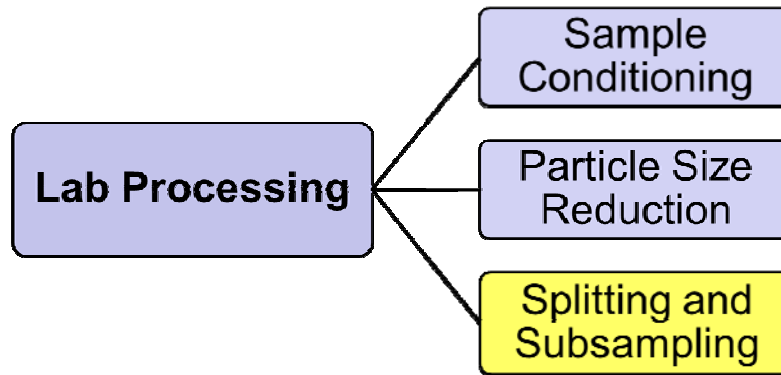 Sample
Conditioning
Lab Processing
Particle Size
Reduction
Splitting and
Subsampling